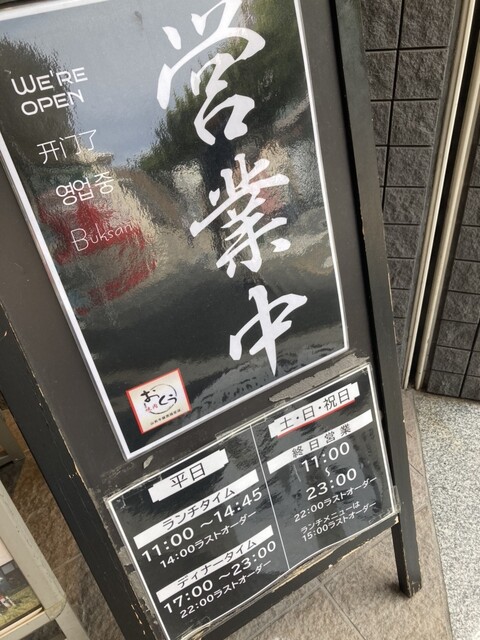 営業中
WE'RE
OPEN
开门了
영업 중
Buksan
おとう
平日
ランチタイム
11:00 〜14:45
14:00ラストオーダー
ディナータイム
17:00 〜23:00
22:00ラストオーダー
土・日・祝日
終日営業
11:00
〜
23:00
22:00ラストオーダー
ランチメニューは
15:00ラストオーダー